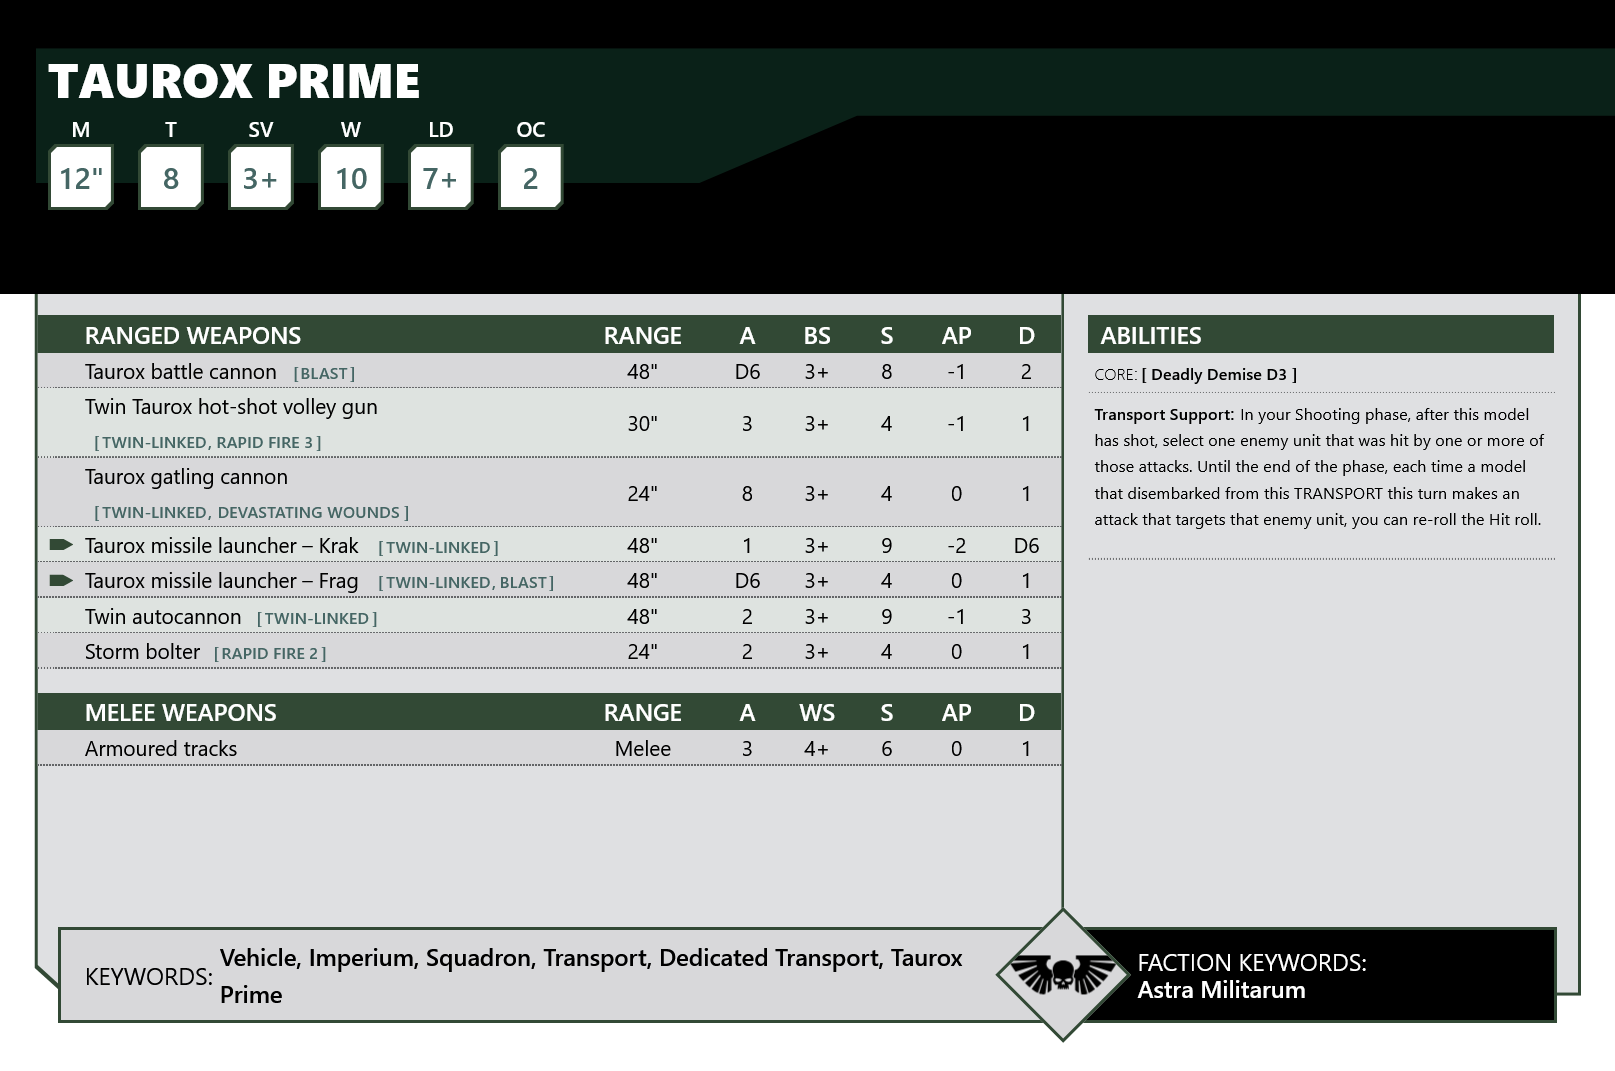 TAUROX PRIME
M T SV W LD OC
12" 8 3+ 10 7+ 2
RANGED WEAPONS RANGE A BS S AP D
Taurox battle cannon [BLAST] 48" D6 3+ 8 -1 2
Twin Taurox hot-shot volley gun
[TWIN-LINKED, RAPID FIRE 3] 30" 3 3+ 4 -1 1
Taurox gatling cannon
[TWIN-LINKED, DEVASTATING WOUNDS] 24" 8 3+ 4 0 1
Taurox missile launcher – Krak [TWIN-LINKED] 48" 1 3+ 9 -2 D6
Taurox missile launcher – Frag [TWIN-LINKED, BLAST] 48" D6 3+ 4 0 1
Twin autocannon [TWIN-LINKED] 48" 2 3+ 9 -1 3
Storm bolter [RAPID FIRE 2] 24" 2 3+ 4 0 1
MELEE WEAPONS RANGE A WS S AP D
Armoured tracks Melee 3 4+ 6 0 1
ABILITIES
CORE: [ Deadly Demise D3 ]
Transport Support: In your Shooting phase, after this model
has shot, select one enemy unit that was hit by one or more of
those attacks. Until the end of the phase, each time a model
that disembarked from this TRANSPORT this turn makes an
attack that targets that enemy unit, you can re-roll the Hit roll.
KEYWORDS: Vehicle, Imperium, Squadron, Transport, Dedicated Transport, Taurox
Prime
FACTION KEYWORDS:
Astra Militarum